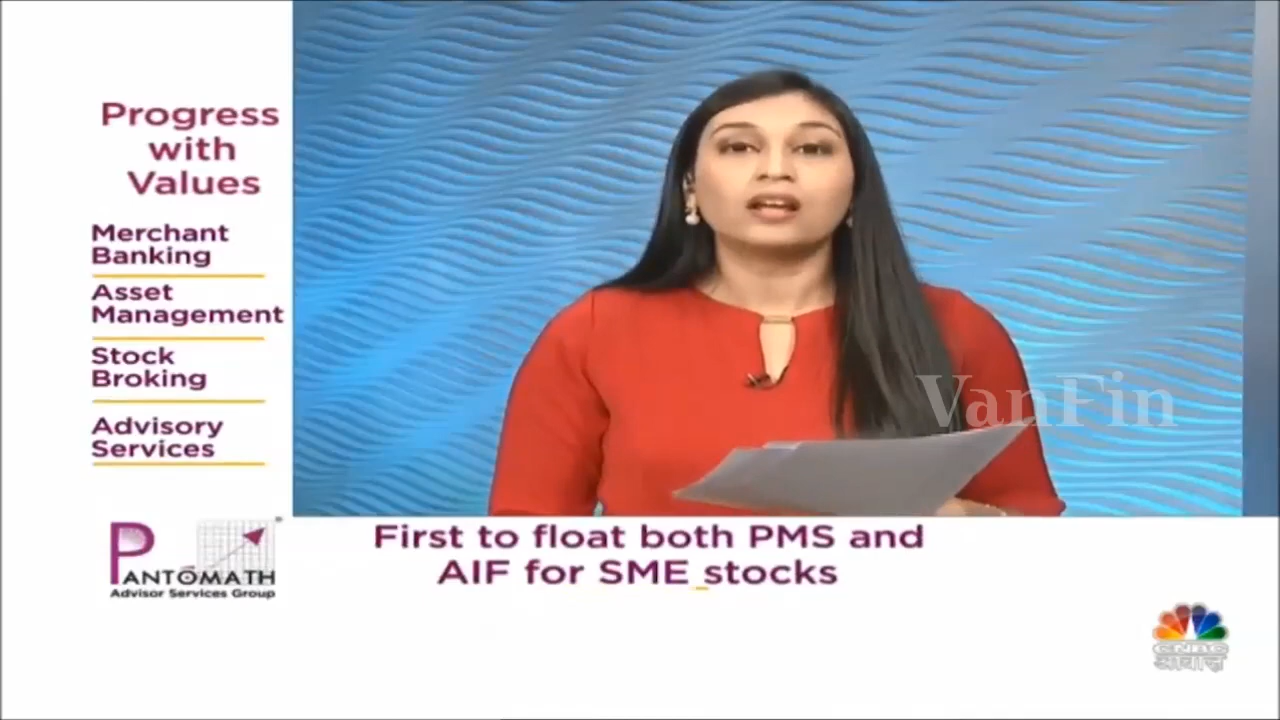 Progress
with
Values
Merchant
Banking
Asset
Management
Stock
Broking
Advisory
Services
VanFin
PANTOMATH
Advisor Services Group
First to float both PMS and
AIF for SME stocks
CNBC
आवाज़